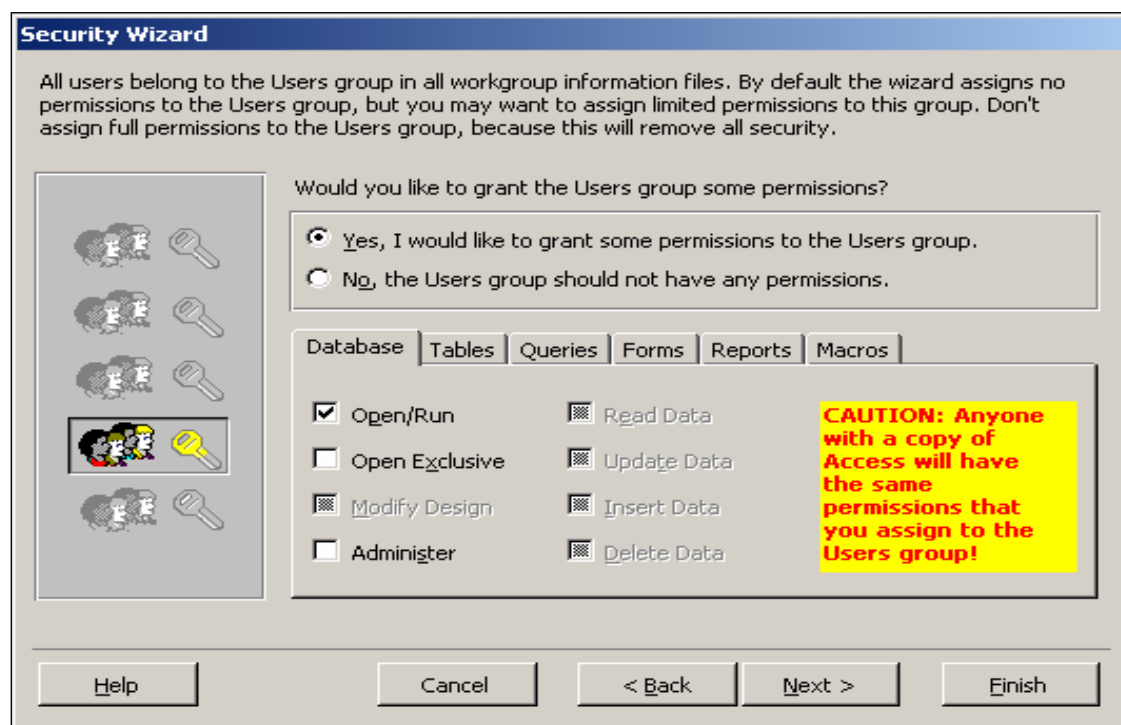 Security Wizard
All users belong to the Users group in all workgroup information files. By default the wizard assigns no
permissions to the Users group, but you may want to assign limited permissions to this group. Don't
assign full permissions to the Users group, because this will remove all security.
Would you like to grant the Users group some permissions?
Yes, I would like to grant some permissions to the Users group.
No, the Users group should not have any permissions.
Database Tables Queries Forms Reports Macros
Open/Run
Open Exclusive
Modify Design
Administer
Read Data
Update Data
Insert Data
Delete Data
CAUTION: Anyone
with a copy of
Access will have
the same
permissions that
you assign to the
Users group!
Help Cancel < Back Next > Finish